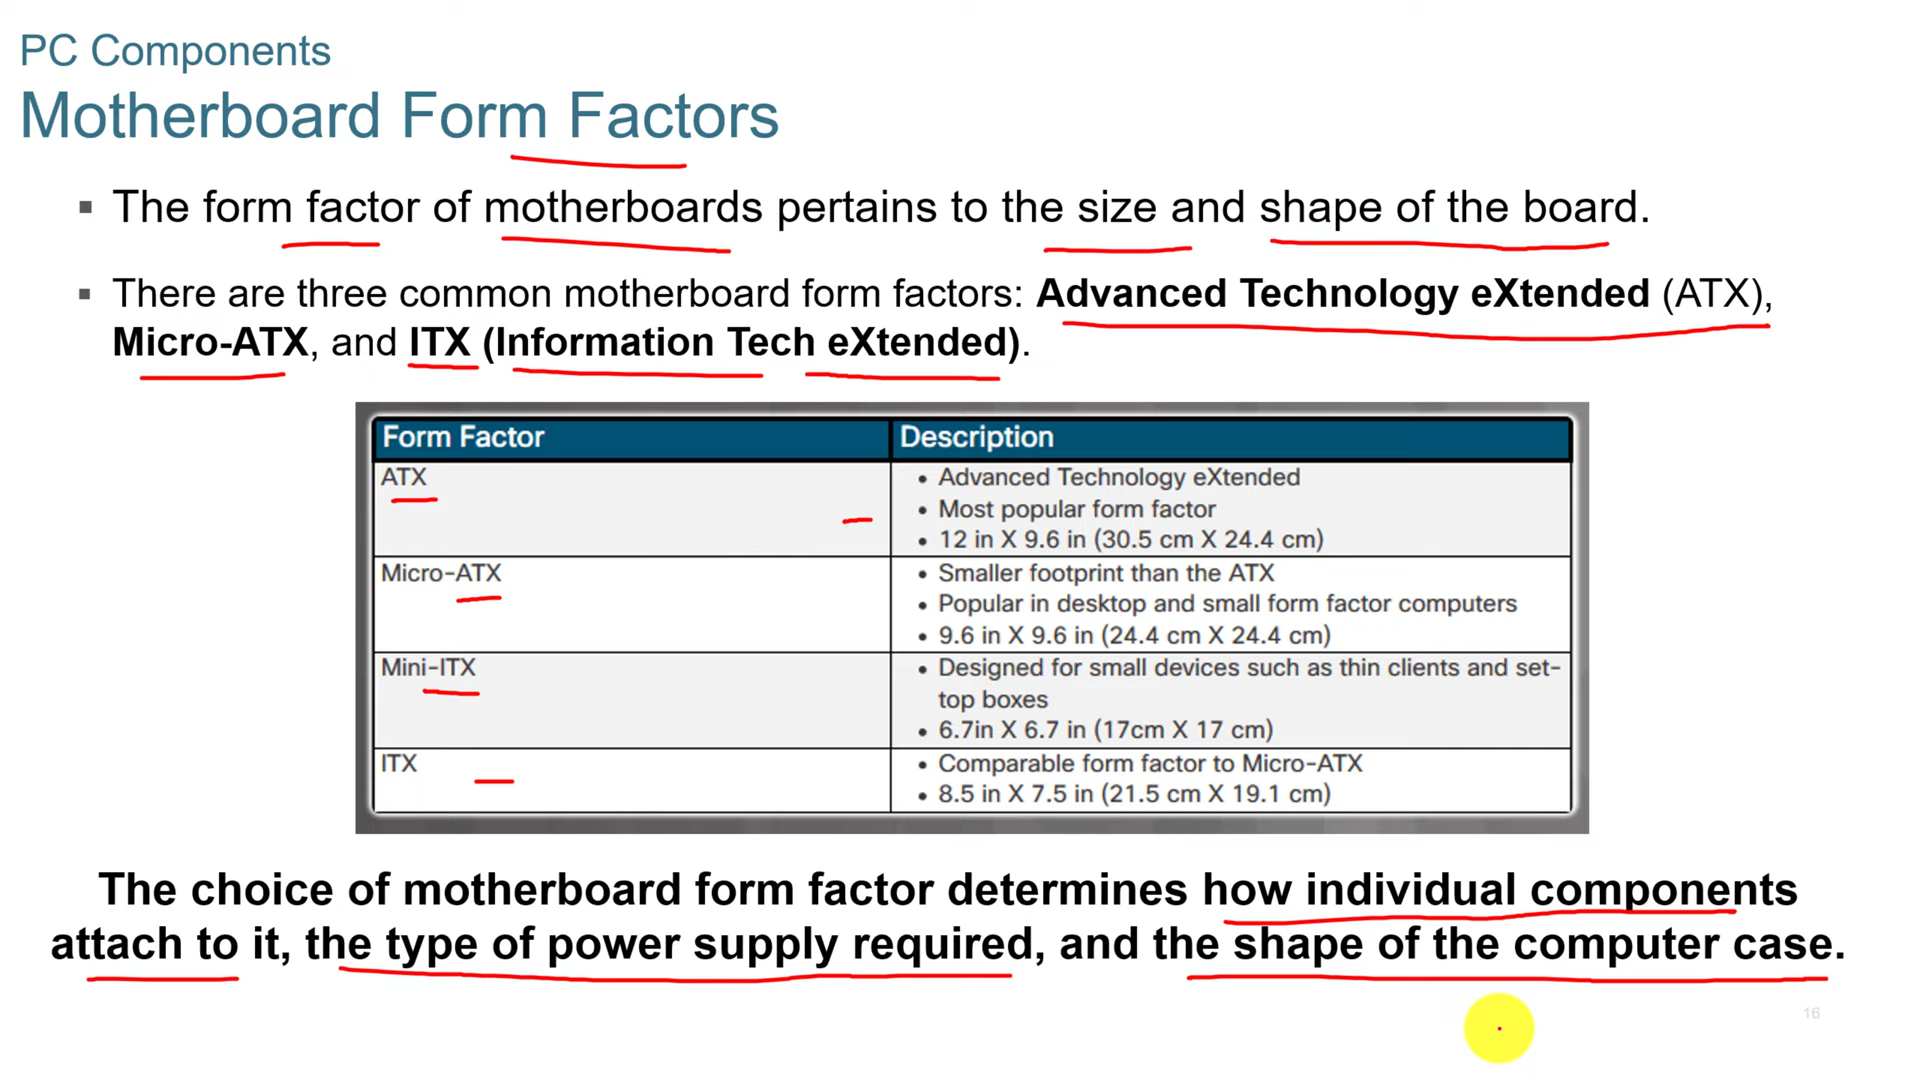 PC Components
Motherboard Form Factors
▪ The form factor of motherboards pertains to the size and shape of the board.
▪ There are three common motherboard form factors: Advanced Technology eXtended (ATX),
Micro-ATX, and ITX (Information Tech eXtended).
Form Factor Description
ATX
• Advanced Technology eXtended
• Most popular form factor
• 12 in X 9.6 in (30.5 cm X 24.4 cm)
Micro-ATX
• Smaller footprint than the ATX
• Popular in desktop and small form factor computers
• 9.6 in X 9.6 in (24.4 cm X 24.4 cm)
Mini-ITX
• Designed for small devices such as thin clients and set-
top boxes
• 6.7in X 6.7 in (17cm X 17 cm)
ITX
• Comparable form factor to Micro-ATX
• 8.5 in X 7.5 in (21.5 cm X 19.1 cm)
The choice of motherboard form factor determines how individual components
attach to it, the type of power supply required, and the shape of the computer case.
16